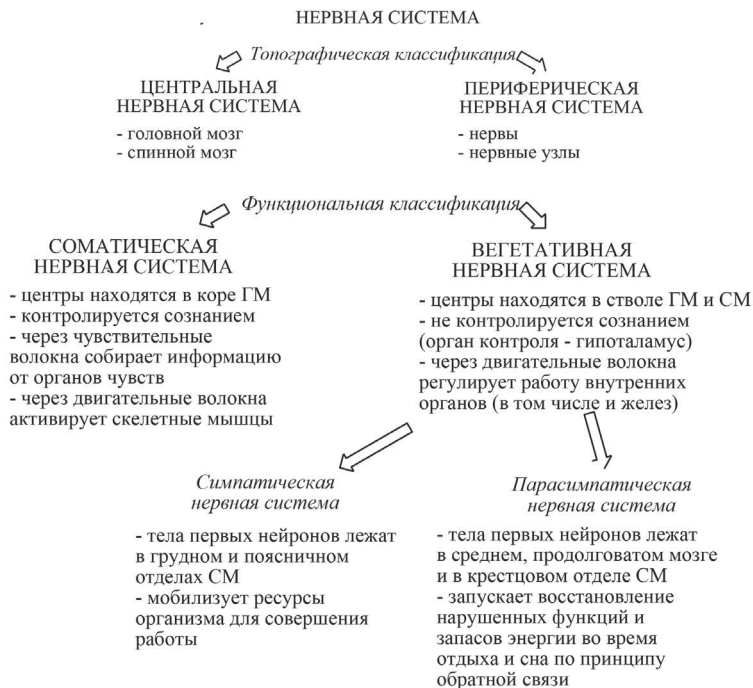 НЕРВНАЯ СИСТЕМА
Топографическая классификация
ЦЕНТРАЛЬНАЯ
НЕРВНАЯ СИСТЕМА
- головной мозг
- спинной мозг
ПЕРИФЕРИЧЕСКАЯ
НЕРВНАЯ СИСТЕМА
- нервы
- нервные узлы
Функциональная классификация
СОМАТИЧЕСКАЯ
НЕРВНАЯ СИСТЕМА
- центры находятся в коре ГМ
- контролируется сознанием
- через чувствительные
волокна собирает информацию
от органов чувств
- через двигательные волокна
активирует скелетные мышцы
ВЕГЕТАТИВНАЯ
НЕРВНАЯ СИСТЕМА
- центры находятся в стволе ГМ и СМ
- не контролируется сознанием
(орган контроля - гипоталамус)
- через двигательные волокна
регулирует работу внутренних
органов (в том числе и желез)
Симпатическая
нервная система
- тела первых нейронов лежат
в грудном и поясничном
отделах СМ
- мобилизует ресурсы
организма для совершения
работы
Парасимпатическая
нервная система
- тела первых нейронов лежат
в среднем, продолговатом мозге
и в крестцовом отделе СМ
- запускает восстановление
нарушенных функций и
запасов энергии во время
отдыха и сна по принципу
обратной связи